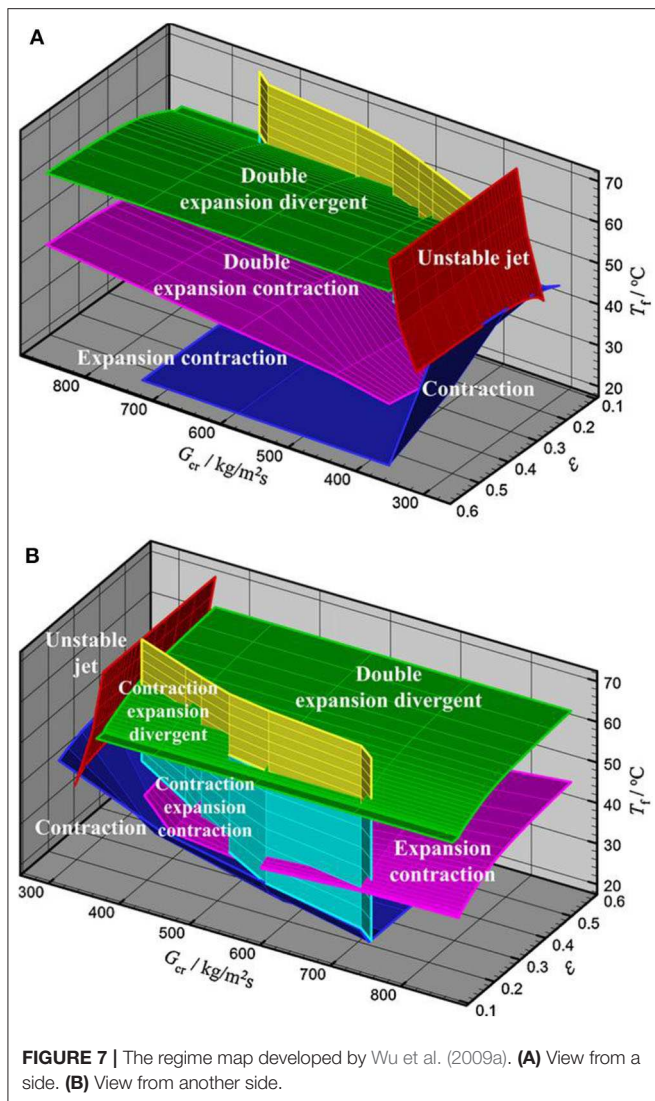 A
Double
expansion divergent
Double
expansion contraction
Unstable jet
Expansion contraction
Contraction
70
60
50
40
30
20
T_f / °C
800
700
600
500
400
300
G_cr / kg/m²s
0.6
0.5
0.4
0.3
0.2
0.1
ε
B
Unstable
jet
Double
expansion divergent
Contraction
expansion
divergent
Contraction
expansion
contraction
Contraction
Expansion
contraction
70
60
50
40
30
20
T_f / °C
300
400
500
600
700
800
G_cr / kg/m²s
0.1
0.2
0.3
0.4
0.5
0.6
ε
FIGURE 7 | The regime map developed by Wu et al. (2009a). (A) View from a
side. (B) View from another side.